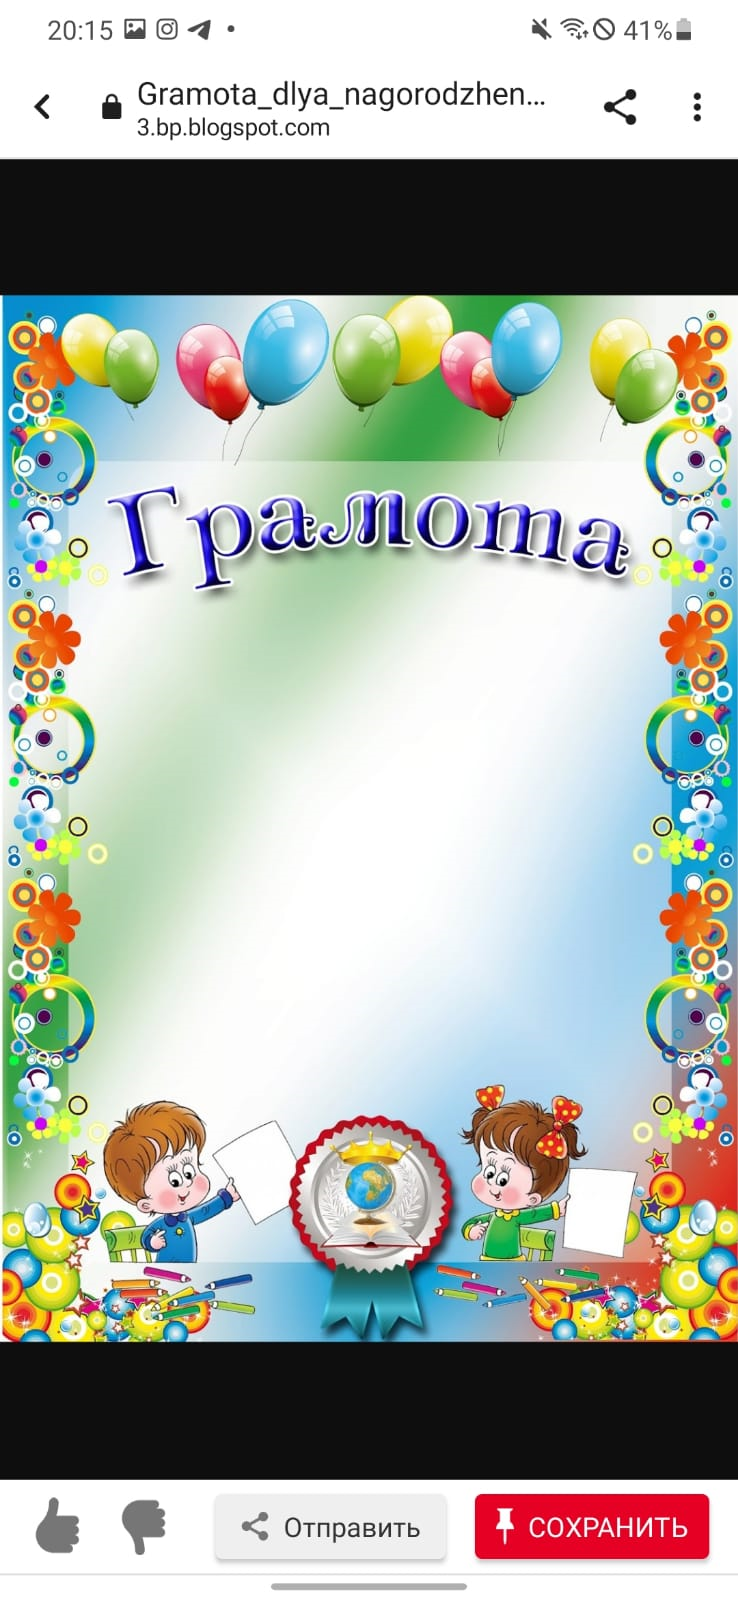 20:15
41%
Gramota_dlya_nagorodzhen...
3.bp.blogspot.com
Грамота
Отправить
СОХРАНИТЬ